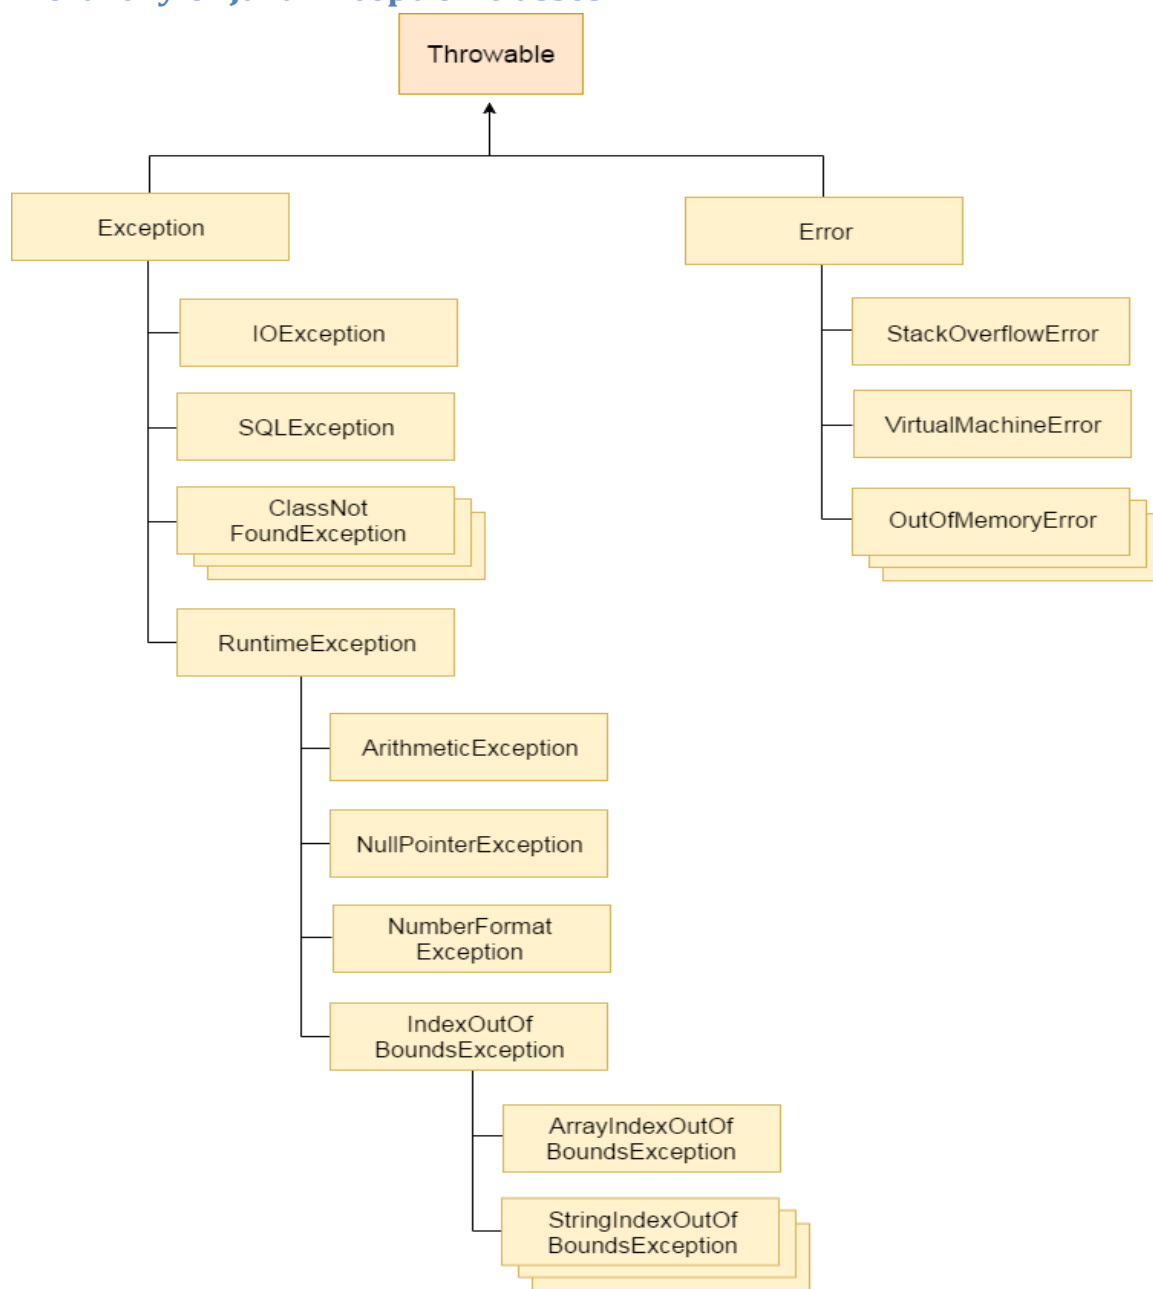 Throwable
Exception
Error
IOException
StackOverflowError
SQLException
VirtualMachineError
ClassNot
FoundException
OutOfMemoryError
RuntimeException
ArithmeticException
NullPointerException
NumberFormat
Exception
IndexOutOf
BoundsException
ArrayIndexOutOf
BoundsException
StringIndexOutOf
BoundsException